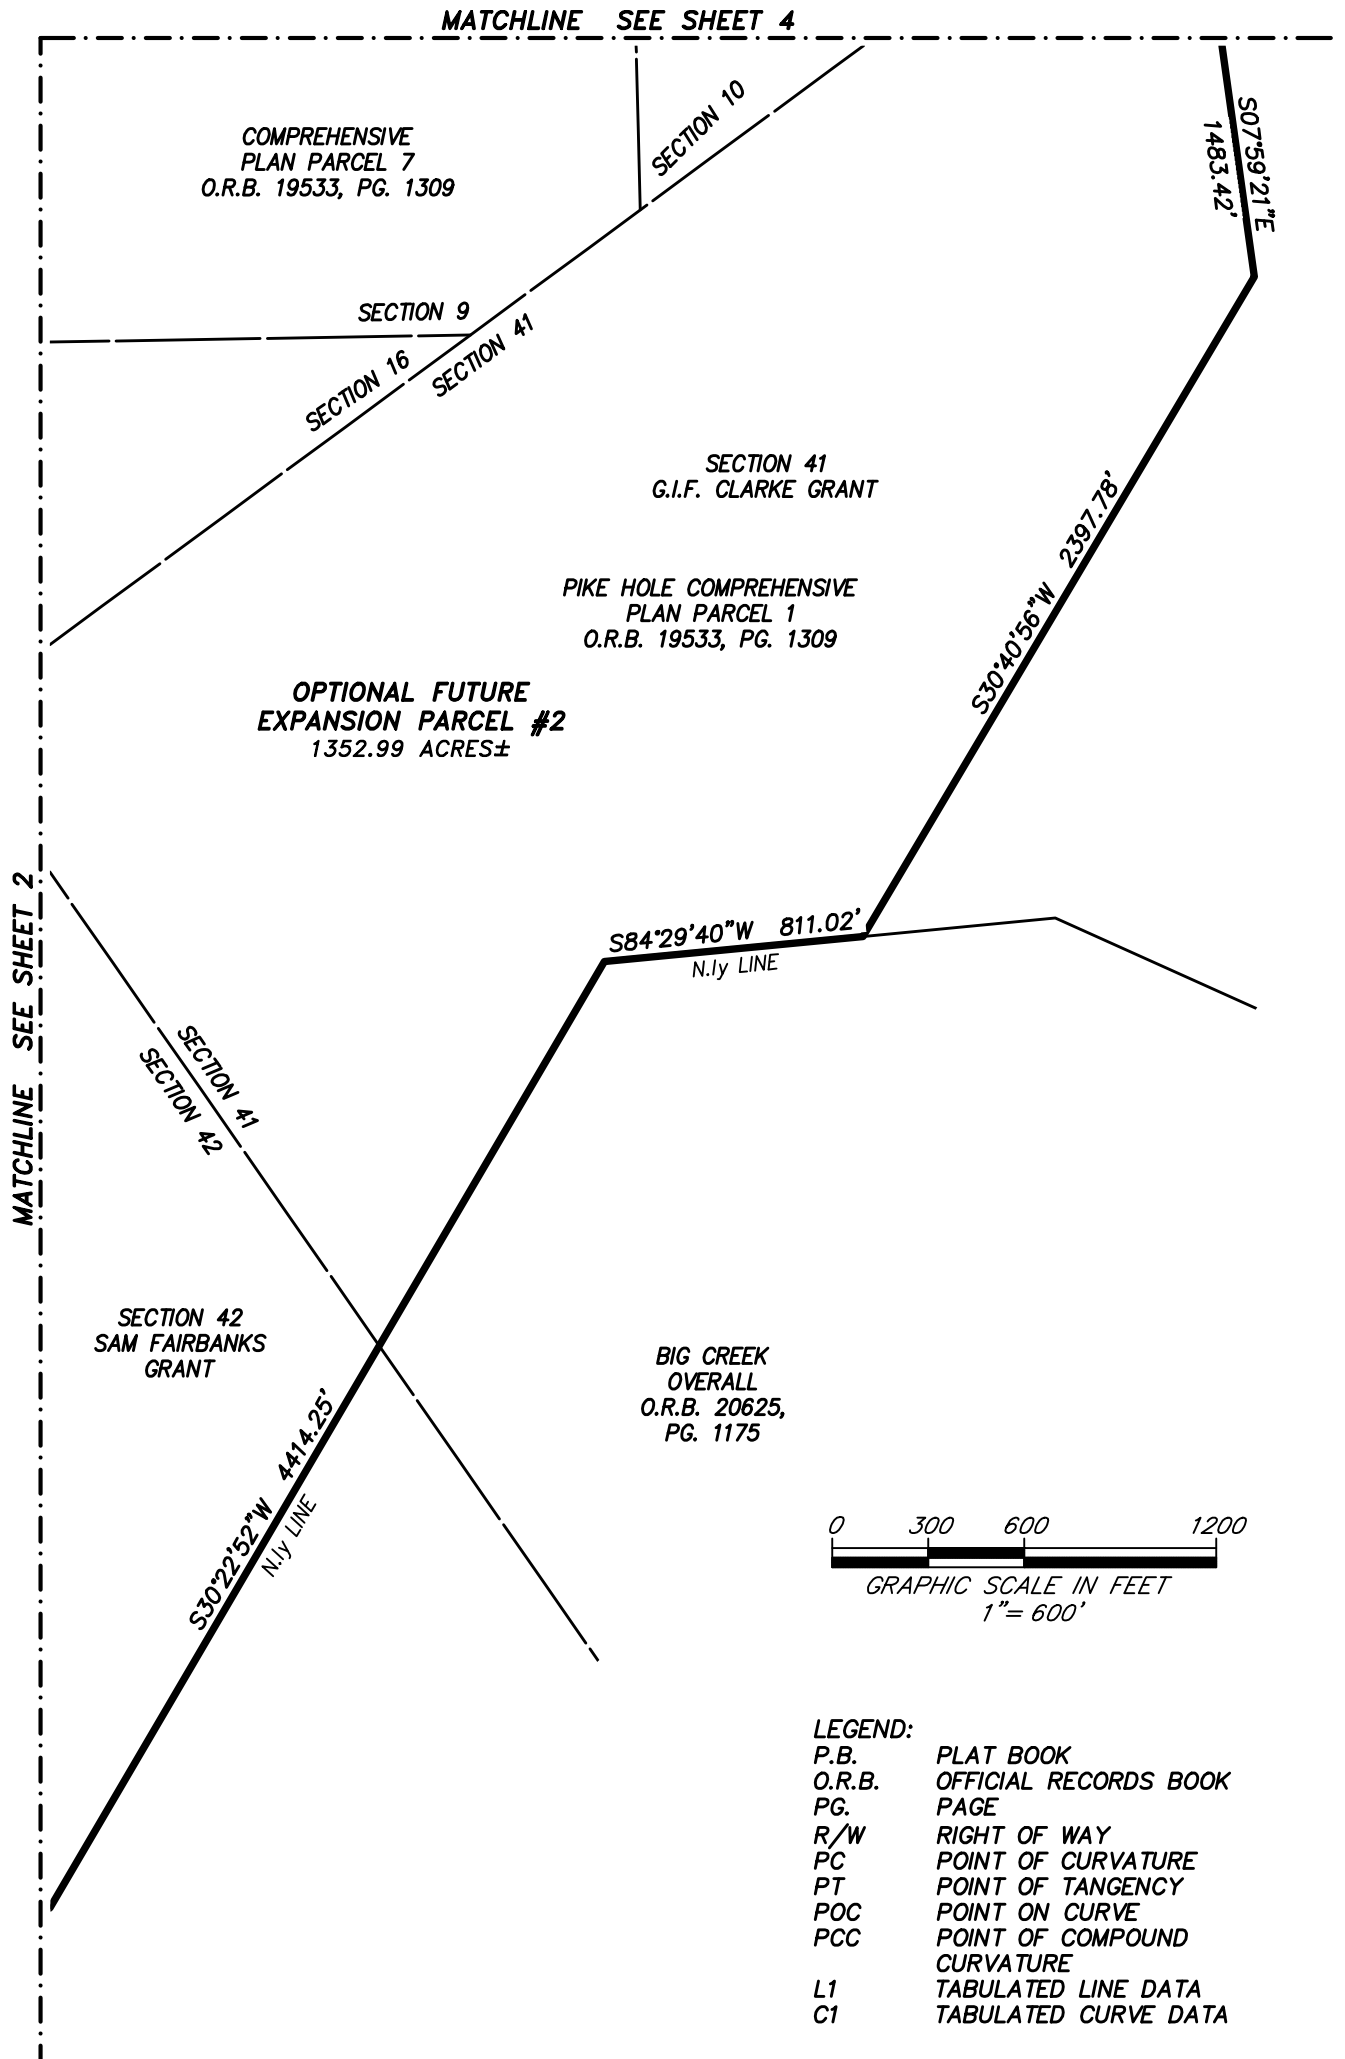 MATCHLINE SEE SHEET 4
COMPREHENSIVE
PLAN PARCEL 7
O.R.B. 19533, PG. 1309
SECTION 10
S07°59'21"E
1483.42'
SECTION 9
SECTION 16
SECTION 41
SECTION 41
G.I.F. CLARKE GRANT
2397.78'
S30°40'56"W
PIKE HOLE COMPREHENSIVE
PLAN PARCEL 1
O.R.B. 19533, PG. 1309
OPTIONAL FUTURE
EXPANSION PARCEL #2
1352.99 ACRES±
MATCHLINE SEE SHEET 2
S84°29'40"W 811.02'
N.ly LINE
SECTION 41
SECTION 42
SECTION 42
SAM FAIRBANKS
GRANT
BIG CREEK
OVERALL
O.R.B. 20625,
PG. 1175
S30°22'52"W 4414.25'
N.ly LINE
0 300 600 1200
GRAPHIC SCALE IN FEET
1"= 600'
LEGEND:
P.B. PLAT BOOK
O.R.B. OFFICIAL RECORDS BOOK
PG. PAGE
R/W RIGHT OF WAY
PC POINT OF CURVATURE
PT POINT OF TANGENCY
POC POINT ON CURVE
PCC POINT OF COMPOUND
CURVATURE
L1 TABULATED LINE DATA
C1 TABULATED CURVE DATA